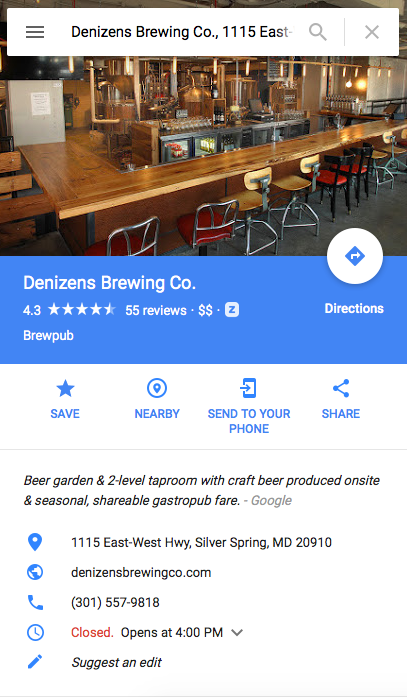 Denizens Brewing Co., 1115 East-
Denizens Brewing Co.
4.3 55 reviews · $$ · Z
Directions
Brewpub
SAVE
NEARBY
SEND TO YOUR
PHONE
SHARE
Beer garden & 2-level taproom with craft beer produced onsite
& seasonal, shareable gastropub fare. - Google
1115 East-West Hwy, Silver Spring, MD 20910
denizensbrewingco.com
(301) 557-9818
Closed. Opens at 4:00 PM
Suggest an edit